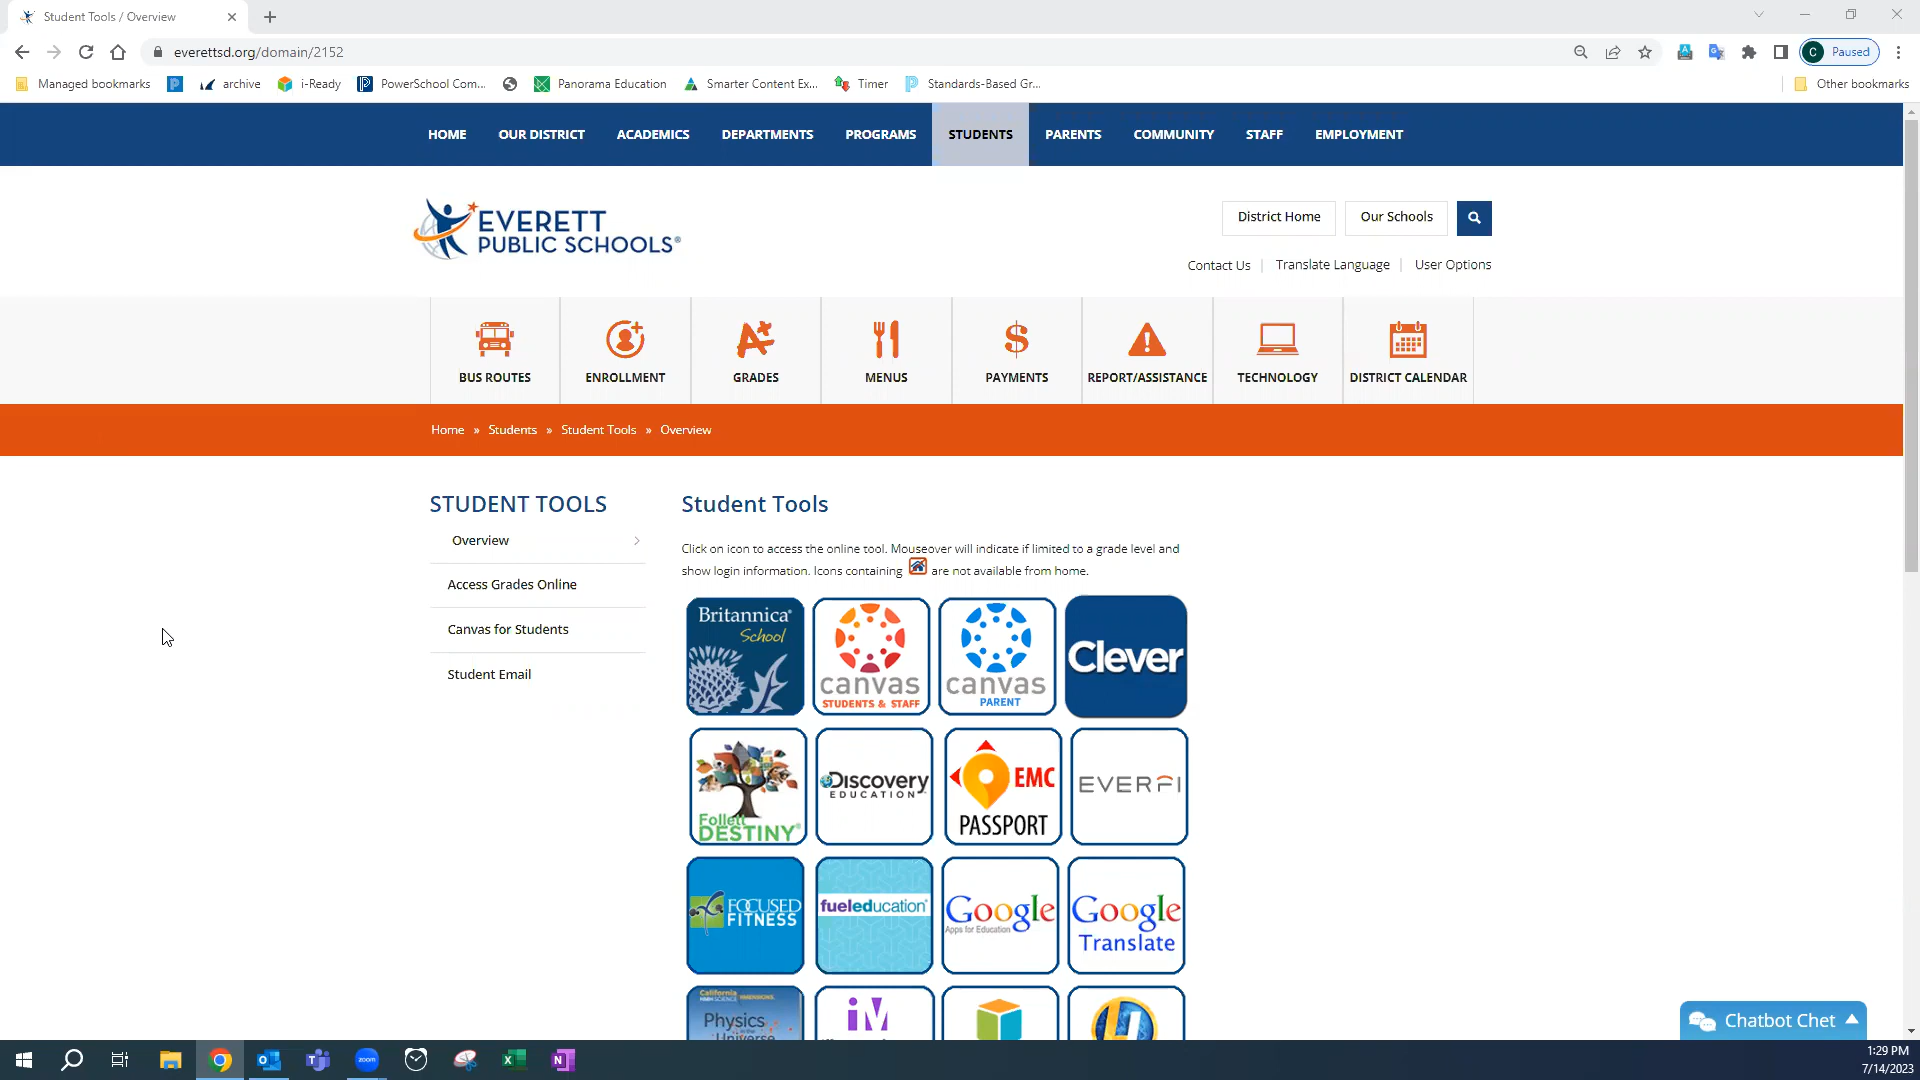 Student Tools / Overview
everettsd.org/domain/2152
C Paused
Managed bookmarks
archive
i-Ready
PowerSchool Com...
Panorama Education
Smarter Content Ex...
Timer
Standards-Based Gr...
Other bookmarks
HOME
OUR DISTRICT
ACADEMICS
DEPARTMENTS
PROGRAMS
STUDENTS
PARENTS
COMMUNITY
STAFF
EMPLOYMENT
EVERETT
PUBLIC SCHOOLS®
District Home
Our Schools
Contact Us
Translate Language
User Options
BUS ROUTES
ENROLLMENT
GRADES
MENUS
PAYMENTS
REPORT/ASSISTANCE
TECHNOLOGY
DISTRICT CALENDAR
Home » Students » Student Tools » Overview
STUDENT TOOLS
Overview
Access Grades Online
Canvas for Students
Student Email
Student Tools
Click on icon to access the online tool. Mouseover will indicate if limited to a grade level and
show login information. Icons containing are not available from home.
Britannica®
School
canvas
STUDENTS & STAFF
canvas
PARENT
Clever
Follett
DESTINY®
Discovery
EDUCATION
EMC
PASSPORT
EVERFI
FOCUSED
FITNESS
fueleducation®
Google
Apps for Education
Google
Translate
California
Physics
Chatbot Chet
zoom
1:29 PM
7/14/2023